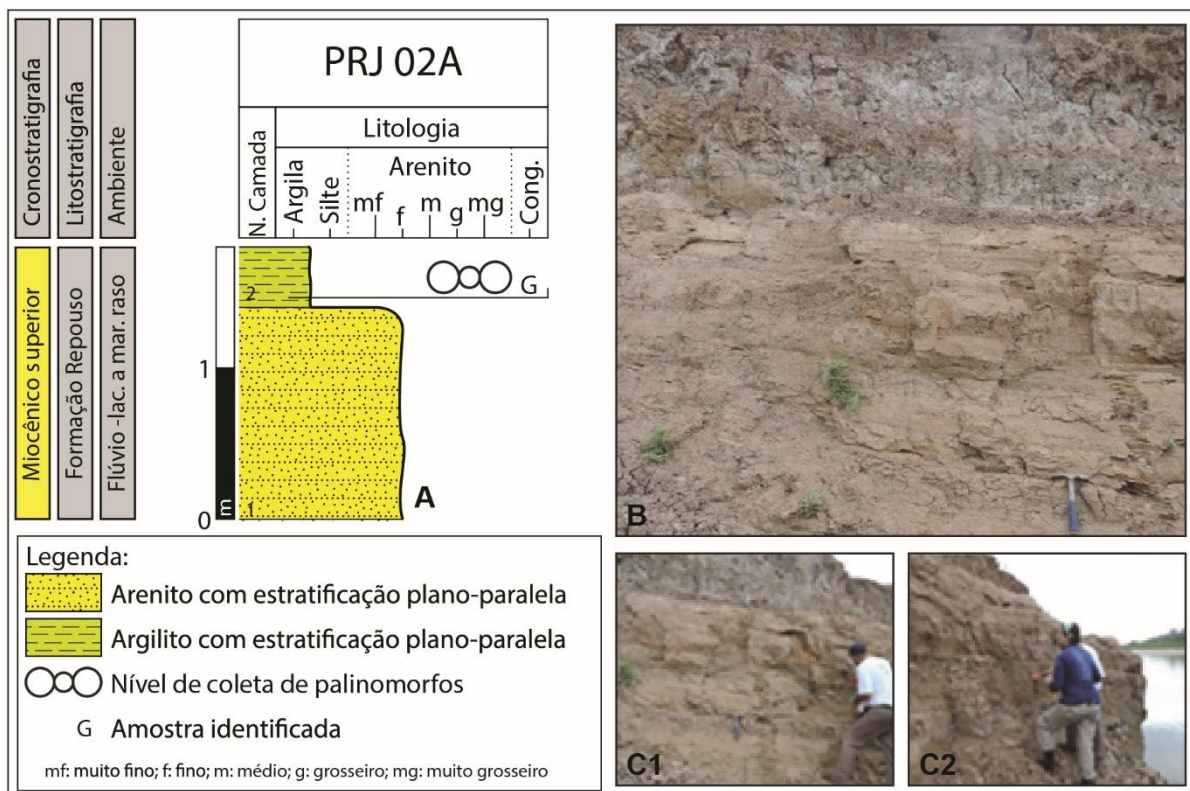 Cronostratigrafia
Litostratigrafia
Ambiente
PRJ 02A
N. Camada
Litologia
Argila
Silte
Arenito
mf
f
m
g
mg
Cong.
Miocênico superior
Formação Repouso
Flúvio -lac. a mar. raso
1
0
m
2
1
G
A
B
C1
C2
Legenda:
Arenito com estratificação plano-paralela
Argilito com estratificação plano-paralela
Nível de coleta de palinomorfos
G Amostra identificada
mf: muito fino; f: fino; m: médio; g: grosseiro; mg: muito grosseiro